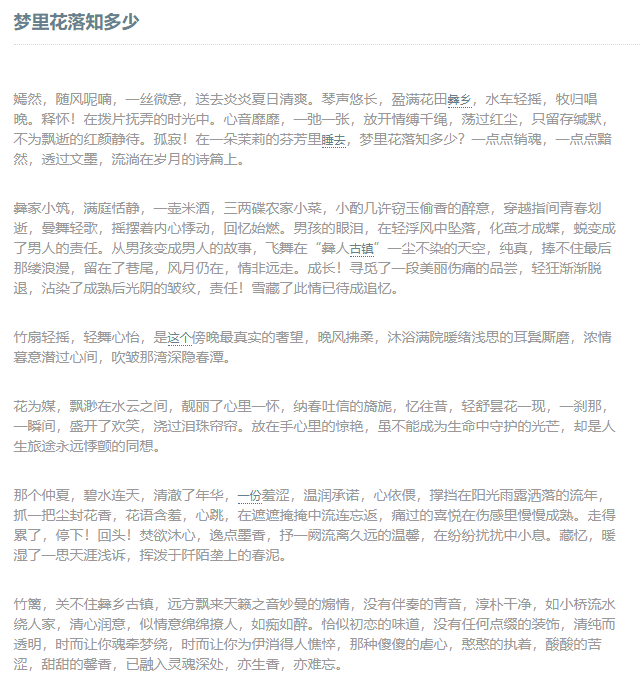 梦里花落知多少
嫣然，随风呢喃，一丝微意，送去炎炎夏日清爽。琴声悠长，盈满花田彝乡，水车轻摇，牧归唱
晚。释怀！在拨片抚弄的时光中。心音靡靡，一弛一张，放开情缚千绳，荡过红尘，只留存缄默，
不为飘逝的红颜静待。孤寂！在一朵茉莉的芬芳里睡去，梦里花落知多少？一点点销魂，一点点黯
然，透过文墨，流淌在岁月的诗篇上。
彝家小筑，满庭恬静，一壶米酒，三两碟农家小菜，小酌几许窃玉偷香的醉意，穿越指间青春划
逝，曼舞轻歌，摇摆着内心悸动，回忆始燃。男孩的眼泪，在轻浮风中坠落，化茧才成蝶，蜕变成
了男人的责任。从男孩变成男人的故事，飞舞在“彝人古镇”一尘不染的天空，纯真，捧不住最后
那缕浪漫，留在了巷尾，风月仍在，情非远走。成长！寻觅了一段美丽伤痛的品尝，轻狂渐渐脱
退，沾染了成熟后光阴的皱纹，责任！雪藏了此情已待成追忆。
竹扇轻摇，轻舞心怡，是这个傍晚最真实的奢望，晚风拂柔，沐浴满院暖绪浅思的耳鬓厮磨，浓情
暮意潜过心间，吹皱那湾深隐春潭。
花为媒，飘渺在水云之间，靓丽了心里一怀，纳春吐信的旖旎，忆往昔，轻舒昙花一现，一刹那，
一瞬间，盛开了欢笑，浇过泪珠帘帘。放在手心里的惊艳，虽不能成为生命中守护的光芒，却是人
生旅途永远悸颤的同想。
那个仲夏，碧水连天，清澈了年华，一份羞涩，温润承诺，心依偎，撑挡在阳光雨露洒落的流年，
抓一把尘封花香，花语含羞，心跳，在遮遮掩掩中流连忘返，痛过的喜悦在伤感里慢慢成熟。走得
累了，停下！回头！焚欲沐心，逸点墨香，抒一阙流离久远的温馨，在纷纷扰扰中小息。藏忆，暖
湿了一思天涯浅诉，挥泼于阡陌垄上的春泥。
竹篱，关不住彝乡古镇，远方飘来天籁之音妙曼的煽情，没有伴奏的青音，淳朴干净，如小桥流水
绕人家，清心润意，似情意绵绵撩人，如痴如醉。恰似初恋的味道，没有任何点缀的装饰，清纯而
透明，时而让你魂牵梦绕，时而让你为伊消得人憔悴，那种傻傻的虐心，憨憨的执着，酸酸的苦
涩，甜甜的馨香，已融入灵魂深处，亦生香，亦难忘。